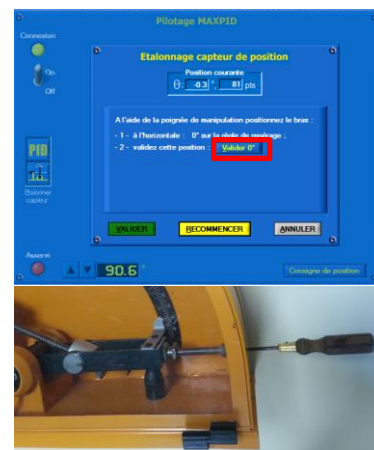 Pilotage MAXPID
Connexion
On
Off
Etalonnage capteur de position
Position courante
θ: -0.3 °, 81 pts
A l'aide de la poignée de manipulation positionnez le bras :
- 1 - à l'horizontale : 0° sur la règle de repérage ;
- 2 - validez cette position : Valider 0°
PID
Etalonner
capteur
VALIDER RECOMMENCER ANNULER
Asservi
90.6 °
Consigne de position